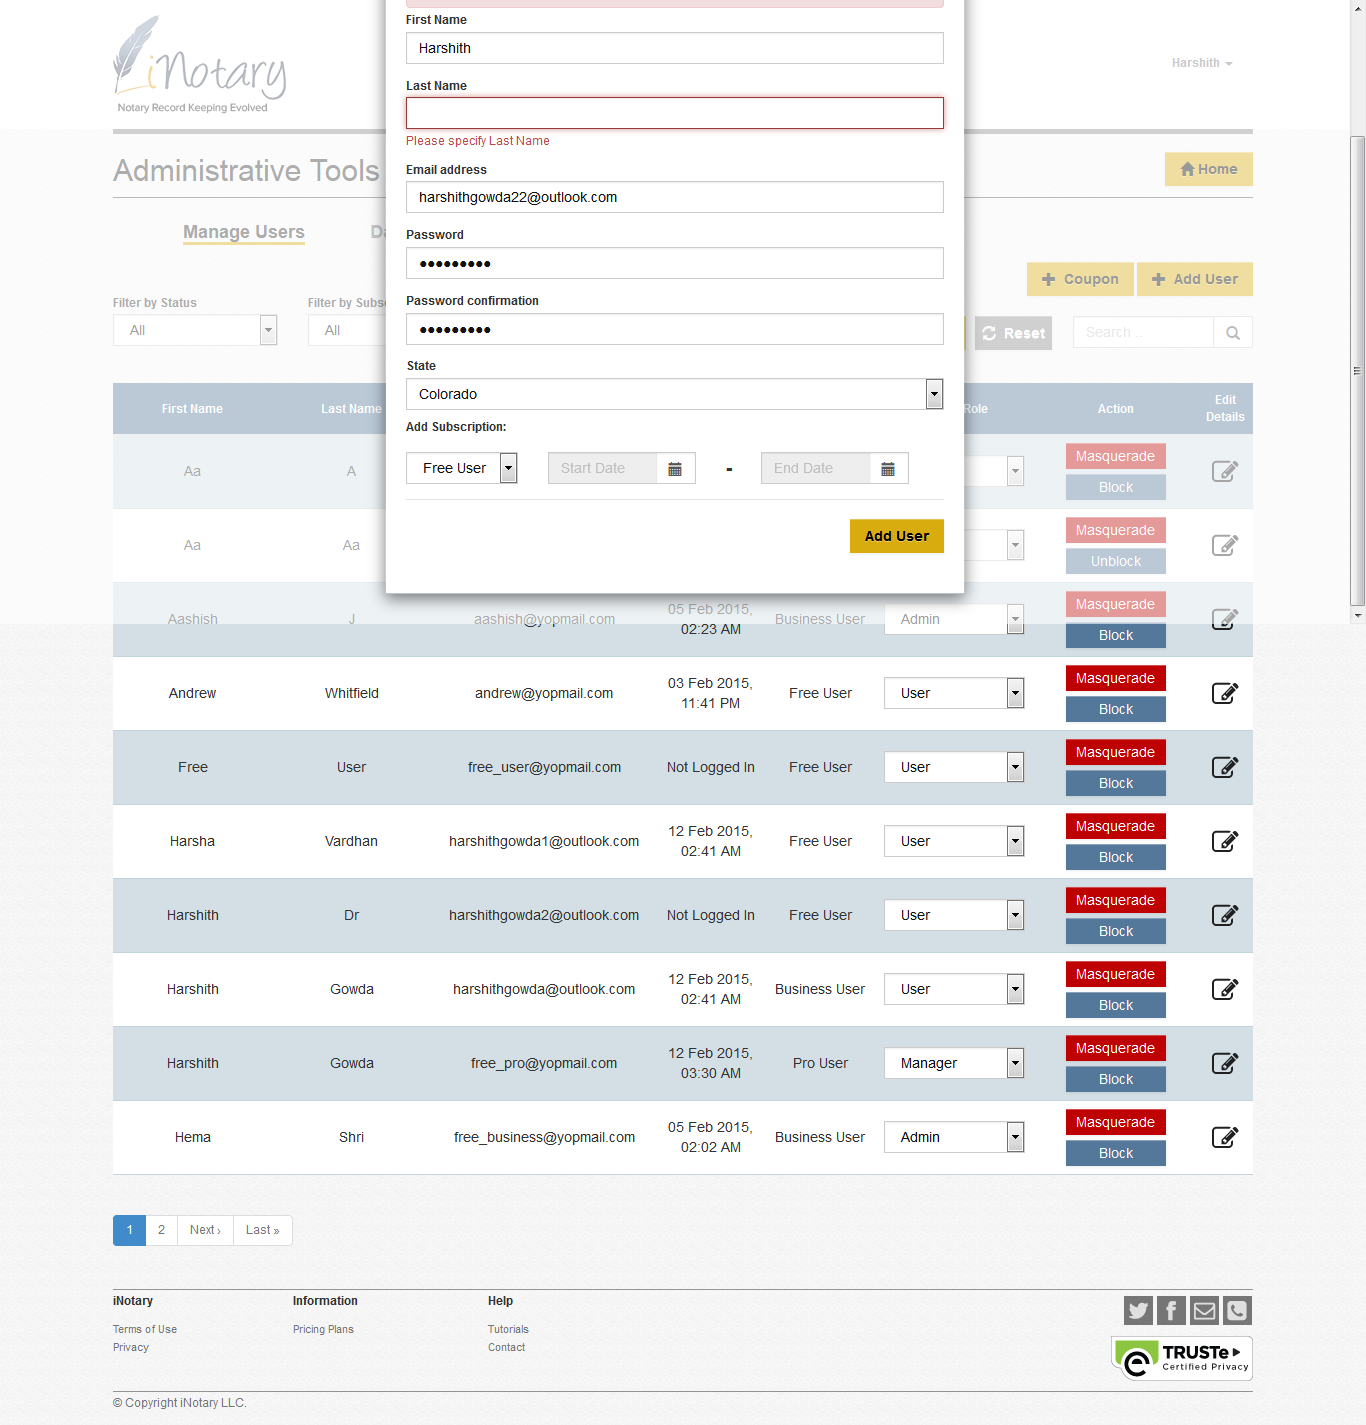 iNotary
Notary Record Keeping Evolved
Harshith
First Name
Harshith
Last Name
Please specify Last Name
Email address
harshithgowda22@outlook.com
Password
•••••••••
Password confirmation
•••••••••
State
Colorado
Add Subscription:
Free User Start Date - End Date
Add User
Administrative Tools
Home
Manage Users
+ Coupon + Add User
Filter by Status
All
All
Reset
Search ..
First Name Last Name Role Action Edit Details
Aa A Masquerade
Block
Aa Aa Masquerade
Unblock
Aashish J aashish@yopmail.com 05 Feb 2015, 02:23 AM Business User Admin Masquerade
Block
Andrew Whitfield andrew@yopmail.com 03 Feb 2015, 11:41 PM Free User User Masquerade
Block
Free User free_user@yopmail.com Not Logged In Free User User Masquerade
Block
Harsha Vardhan harshithgowda1@outlook.com 12 Feb 2015, 02:41 AM Free User User Masquerade
Block
Harshith Dr harshithgowda2@outlook.com Not Logged In Free User User Masquerade
Block
Harshith Gowda harshithgowda@outlook.com 12 Feb 2015, 02:41 AM Business User User Masquerade
Block
Harshith Gowda free_pro@yopmail.com 12 Feb 2015, 03:30 AM Pro User Manager Masquerade
Block
Hema Shri free_business@yopmail.com 05 Feb 2015, 02:02 AM Business User Admin Masquerade
Block
1 2 Next › Last »
iNotary Information Help
Terms of Use Pricing Plans Tutorials
Privacy Contact
TRUSTe
Certified Privacy
© Copyright iNotary LLC.